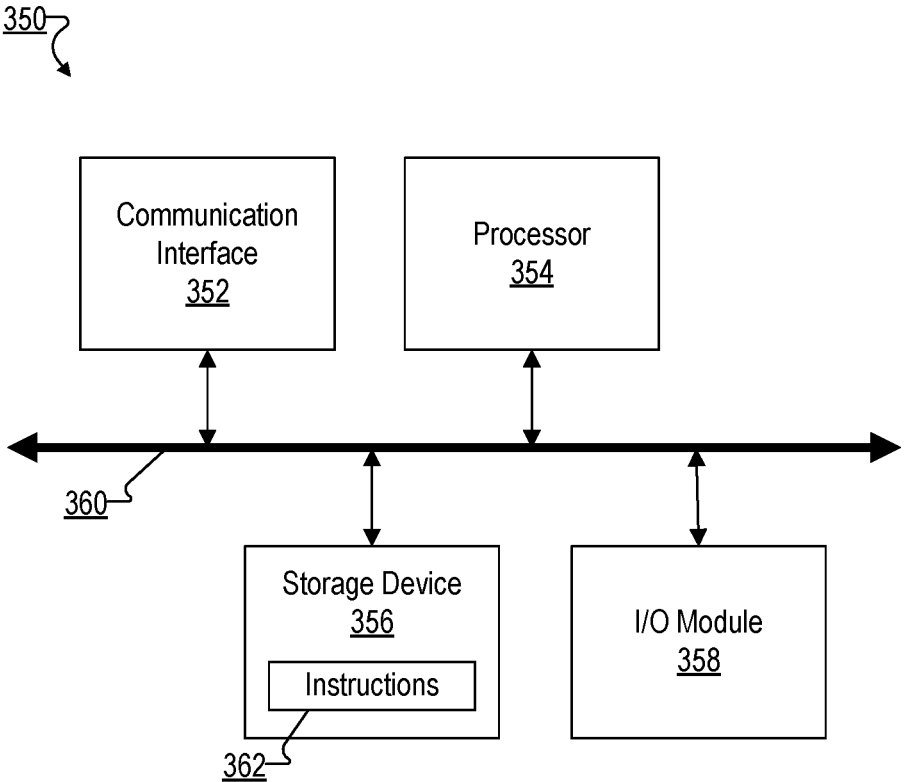 350
Communication
Interface
352
Processor
354
360
Storage Device
356
Instructions
362
I/O Module
358